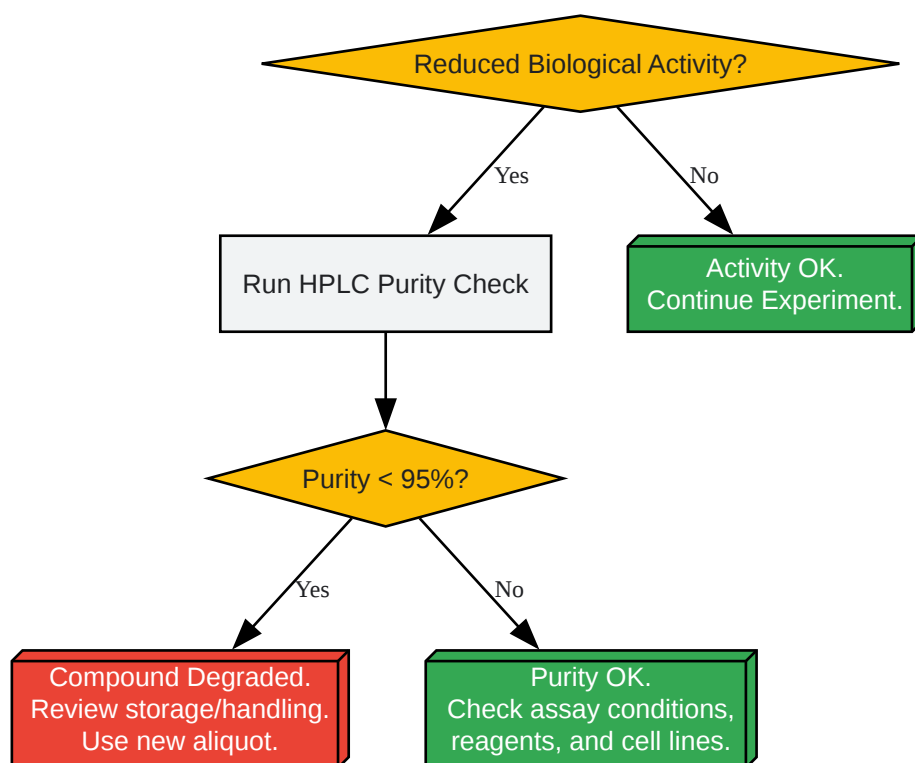 Reduced Biological Activity?
Yes
No
Run HPLC Purity Check
Activity OK.
Continue Experiment.
Purity < 95%?
Yes
No
Compound Degraded.
Review storage/handling.
Use new aliquot.
Purity OK.
Check assay conditions,
reagents, and cell lines.